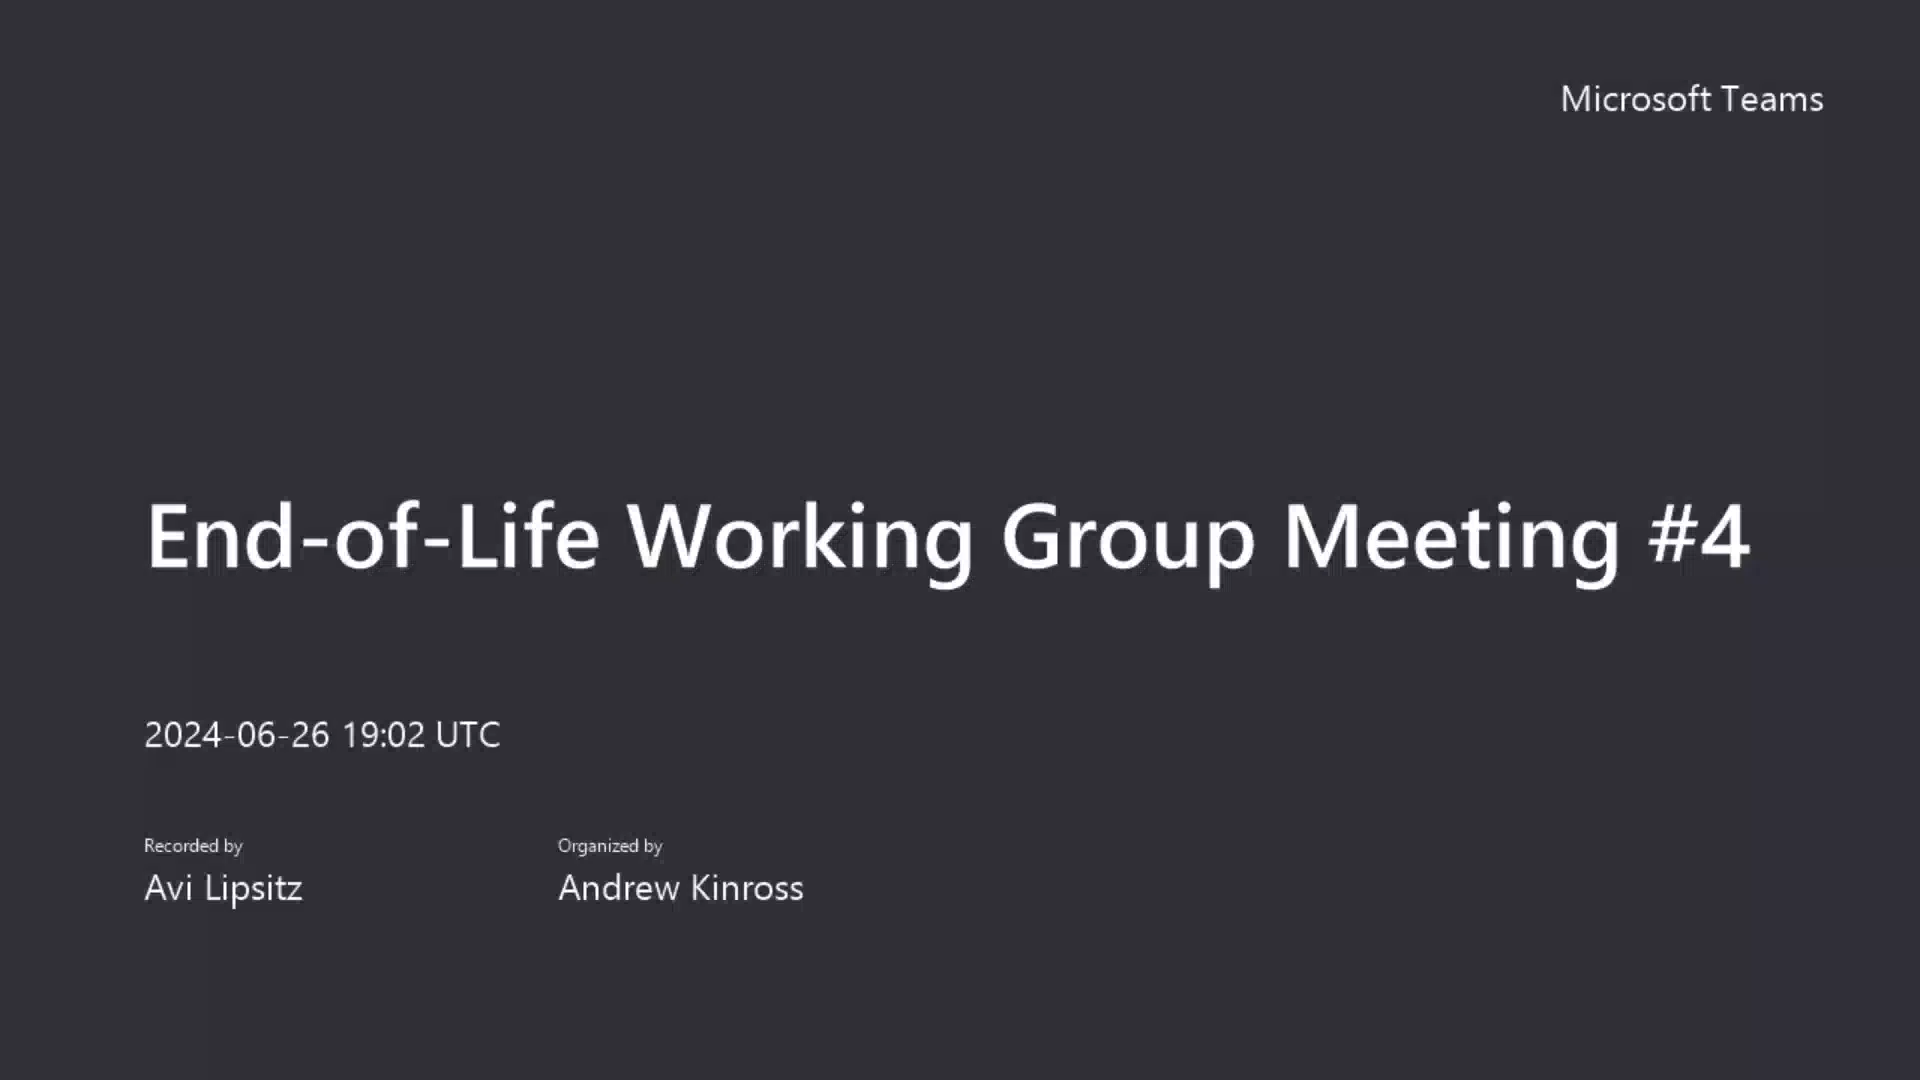 Microsoft Teams
End-of-Life Working Group Meeting #4
2024-06-26 19:02 UTC
Recorded by
Organized by
Avi Lipsitz
Andrew Kinross